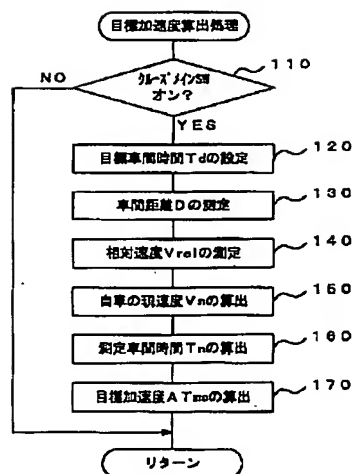 目標加速度算出処理
NO
110
クルーズメインSW
オン?
YES
120
目標車間時間Tdの設定
130
車間距離Dの測定
140
相対速度Vrelの測定
150
自車の現速度Vnの算出
160
測定車間時間Tnの算出
170
目標加速度ATmcの算出
リターン